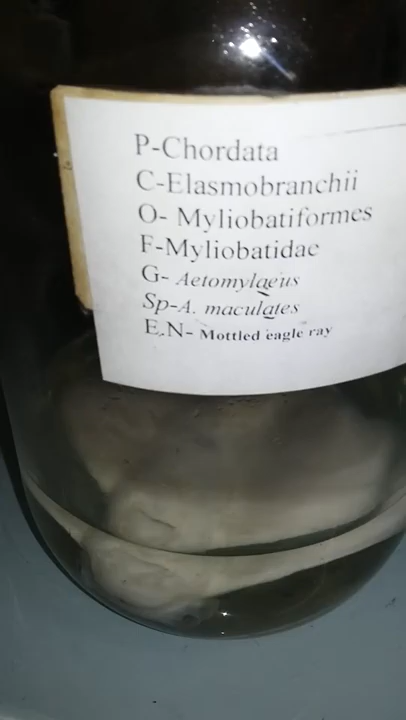 P-Chordata
C-Elasmobranchii
O- Myliobatiformes
F-Myliobatidae
G- Aetomylaeus
Sp-A. maculates
E.N- Mottled eagle ray